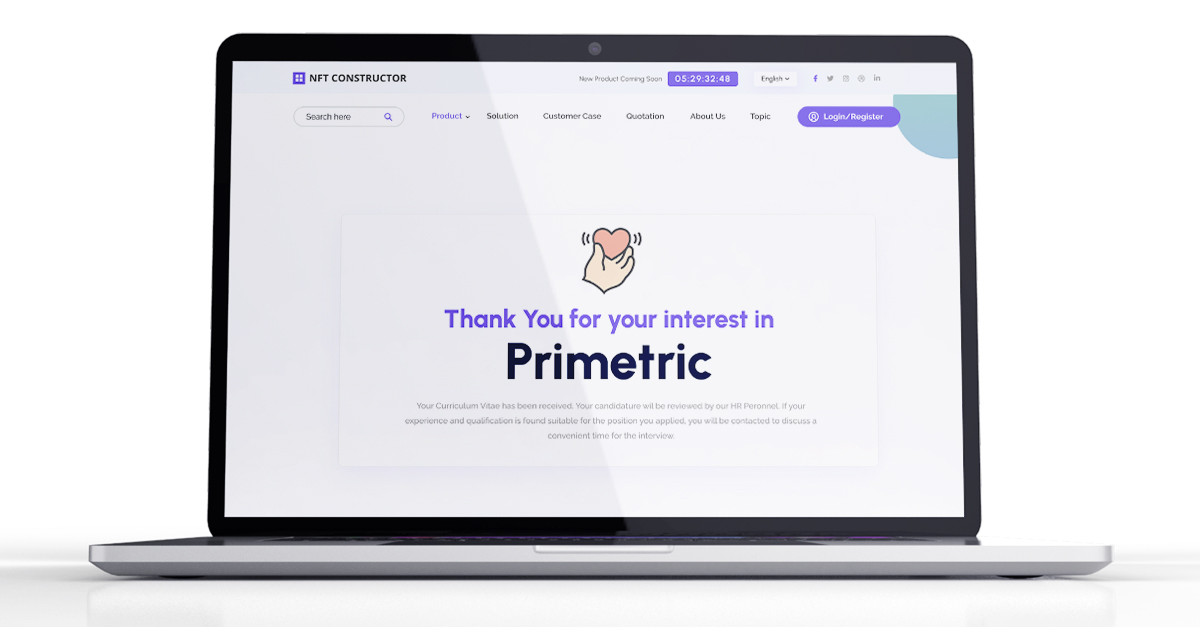 NFT CONSTRUCTOR
New Product Coming Soon 05:29:32:48 English
Search here Product Solution Customer Case Quotation About Us Topic Login/Register
Thank You for your interest in
Primetric
Your Curriculum Vitae has been received. Your candidature will be reviewed by our HR Peronnel. If your
experience and qualification is found suitable for the position you applied, you will be contacted to discuss a
convenient time for the interview.